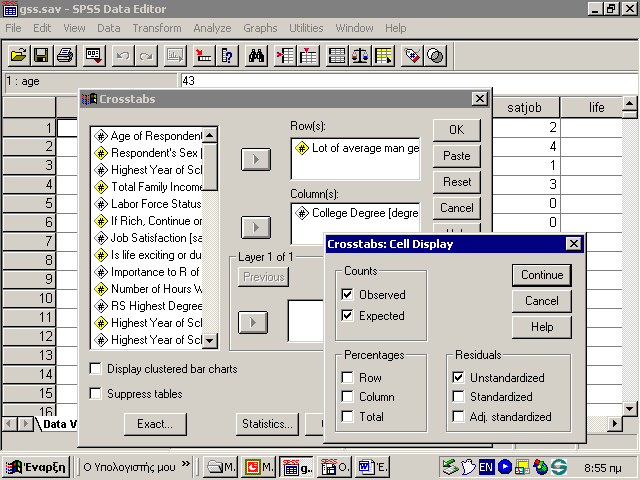 gss.sav - SPSS Data Editor
File Edit View Data Transform Analyze Graphs Utilities Window Help
1 : age 43
satjob life
1 2
2 4
3 1
4 3
5 0
6 0
7
8
9
10
11
12
13
14
15
16
Data V
Crosstabs
Age of Respondent
Respondent's Sex [
Highest Year of Scl
Total Family Income
Labor Force Status
If Rich, Continue or
Job Satisfaction [sa
Is life exciting or du
Importance to R of
Number of Hours W
RS Highest Degree
Highest Year of Scl
Highest Year of Scl
Row(s):
Lot of average man ge
Column(s):
College Degree [degre
Layer 1 of 1
Previous
OK
Paste
Reset
Cancel
Display clustered bar charts
Suppress tables
Exact...
Statistics...
Crosstabs: Cell Display
Counts
Observed
Expected
Continue
Cancel
Help
Percentages
Row
Column
Total
Residuals
Unstandardized
Standardized
Adj. standardized
Έναρξη
Ο Υπολογιστής μου
M.
M.
g..
O.
Έ.
EN
8:55 πμ